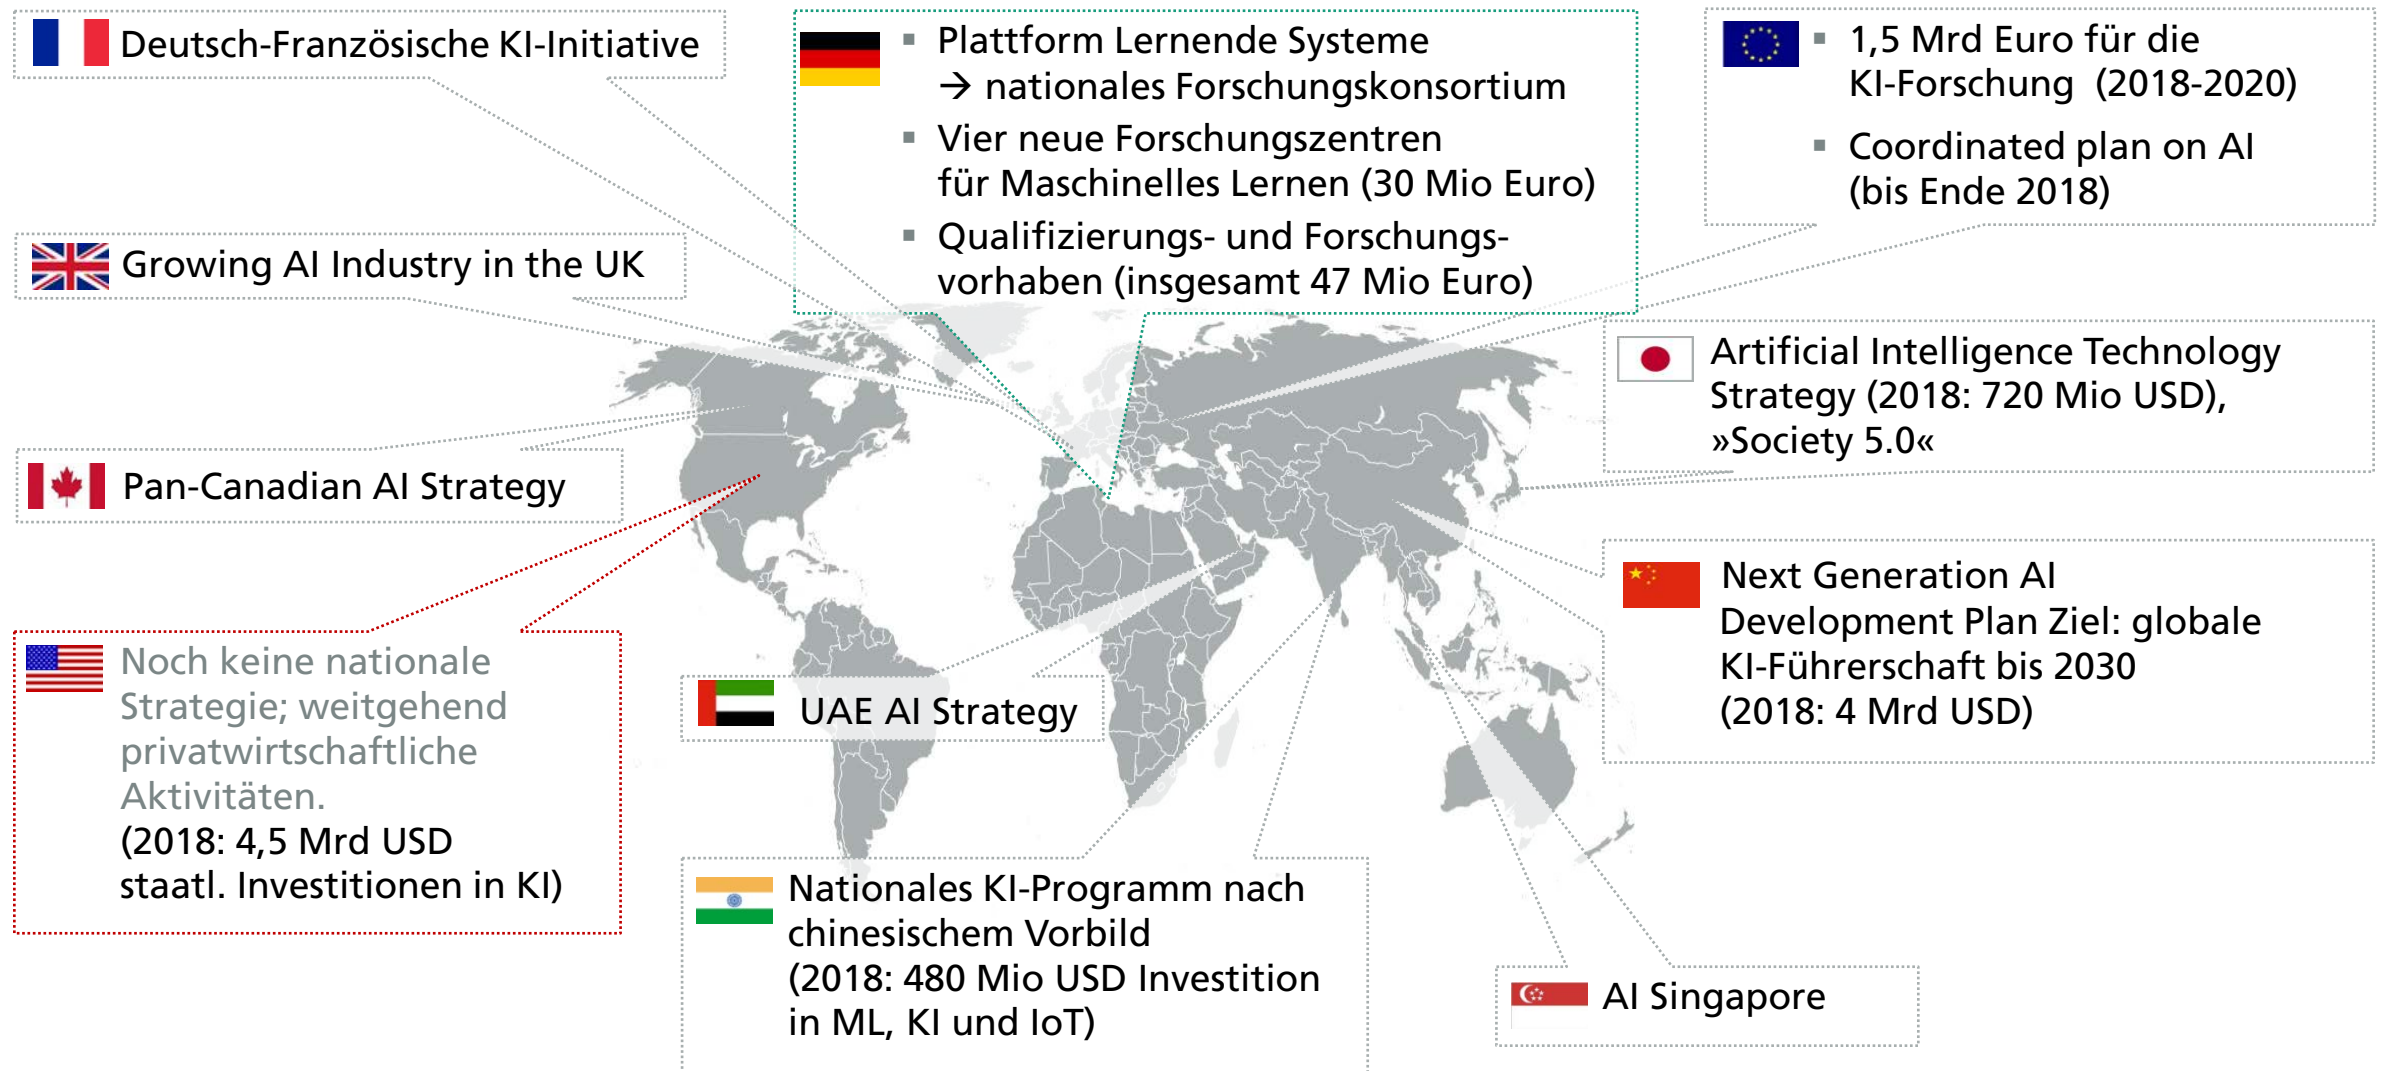 Deutsch-Französische KI-Initiative
▪ Plattform Lernende Systeme
→ nationales Forschungskonsortium
▪ Vier neue Forschungszentren
für Maschinelles Lernen (30 Mio Euro)
▪ Qualifizierungs- und Forschungs-
vorhaben (insgesamt 47 Mio Euro)
▪ 1,5 Mrd Euro für die
KI-Forschung (2018-2020)
▪ Coordinated plan on AI
(bis Ende 2018)
Growing AI Industry in the UK
Artificial Intelligence Technology
Strategy (2018: 720 Mio USD),
»Society 5.0«
Pan-Canadian AI Strategy
Next Generation AI
Development Plan Ziel: globale
KI-Führerschaft bis 2030
(2018: 4 Mrd USD)
Noch keine nationale
Strategie; weitgehend
privatwirtschaftliche
Aktivitäten.
(2018: 4,5 Mrd USD
staatl. Investitionen in KI)
UAE AI Strategy
Nationales KI-Programm nach
chinesischem Vorbild
(2018: 480 Mio USD Investition
in ML, KI und IoT)
AI Singapore